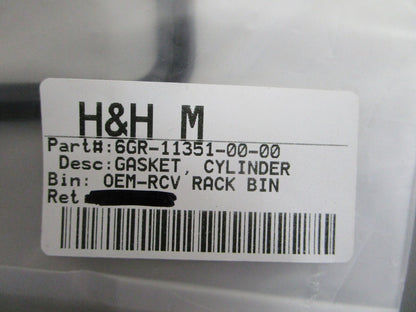 H&H M
Part#:6GR-11351-00-00
Desc:GASKET, CYLINDER
Bin: OEM-RCV RACK BIN
Ret